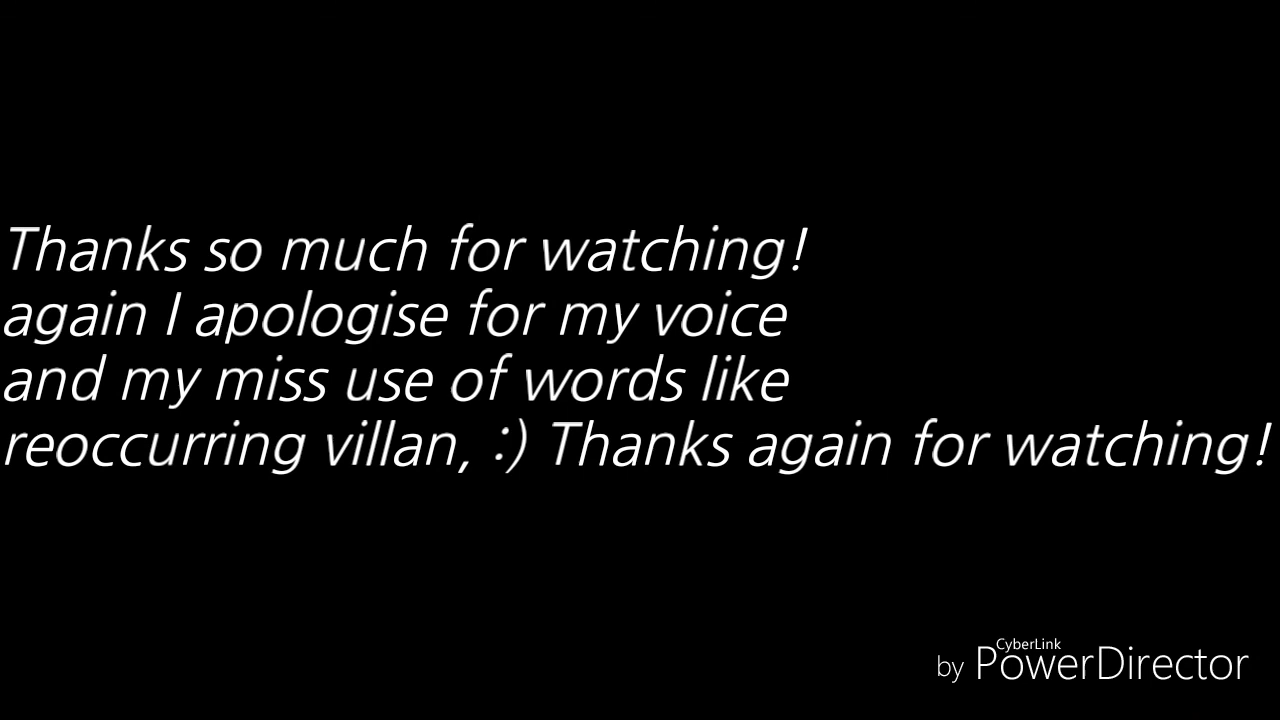 Thanks so much for watching!
again I apologise for my voice
and my miss use of words like
reoccurring villan, :) Thanks again for watching!
by CyberLink PowerDirector